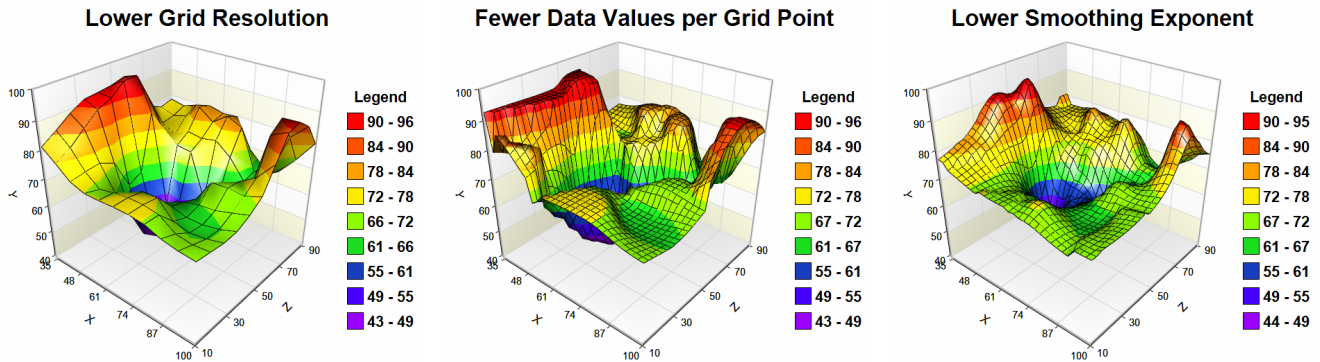 Lower Grid Resolution
100
90
80
70
60
50
40
Y
35
48
61
74
87
100
X
10
30
50
70
90
Z
Legend
90 - 96
84 - 90
78 - 84
72 - 78
66 - 72
61 - 66
55 - 61
49 - 55
43 - 49
Fewer Data Values per Grid Point
100
90
80
70
60
50
40
Y
35
48
61
74
87
100
X
10
30
50
70
90
Z
Legend
90 - 96
84 - 90
78 - 84
72 - 78
67 - 72
61 - 67
55 - 61
49 - 55
43 - 49
Lower Smoothing Exponent
100
90
80
70
60
50
40
Y
35
48
61
74
87
100
X
10
30
50
70
90
Z
Legend
90 - 95
84 - 90
78 - 84
72 - 78
67 - 72
61 - 67
55 - 61
49 - 55
44 - 49